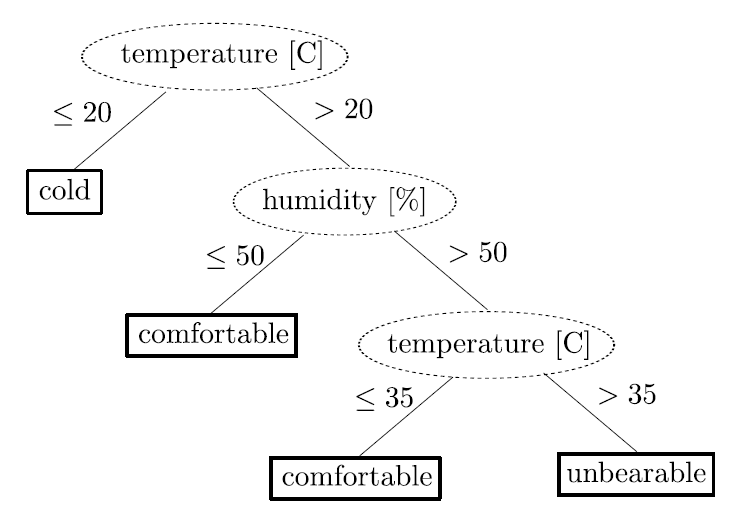 temperature [C]
≤ 20
> 20
cold
humidity [%]
≤ 50
> 50
comfortable
temperature [C]
≤ 35
> 35
comfortable
unbearable